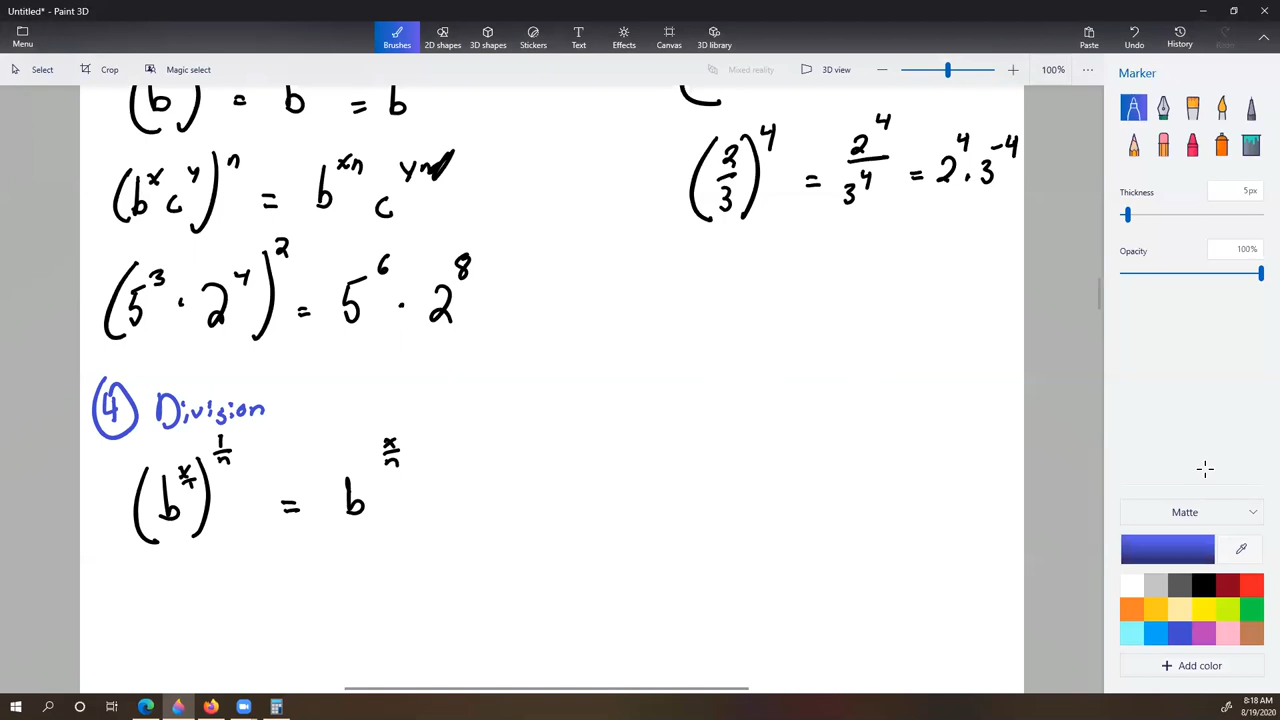 Untitled* - Paint 3D
Menu
Brushes
2D shapes
3D shapes
Stickers
Text
Effects
Canvas
3D library
Paste
Undo
History
Select
Crop
Magic select
Mixed reality
3D view
100%
(b) = b = b
(b^x c^y)^n = b^{xn} c^{yn}
(5^3 · 2^4)^2 = 5^6 · 2^8
④ Division
(b^{x/1})^{1/n} = b^{x/n}
(2/3)^4 = 2^4/3^4 = 2^4 · 3^{-4}
Marker
Thickness
5px
Opacity
100%
Matte
Add color
8:18 AM
8/19/2020